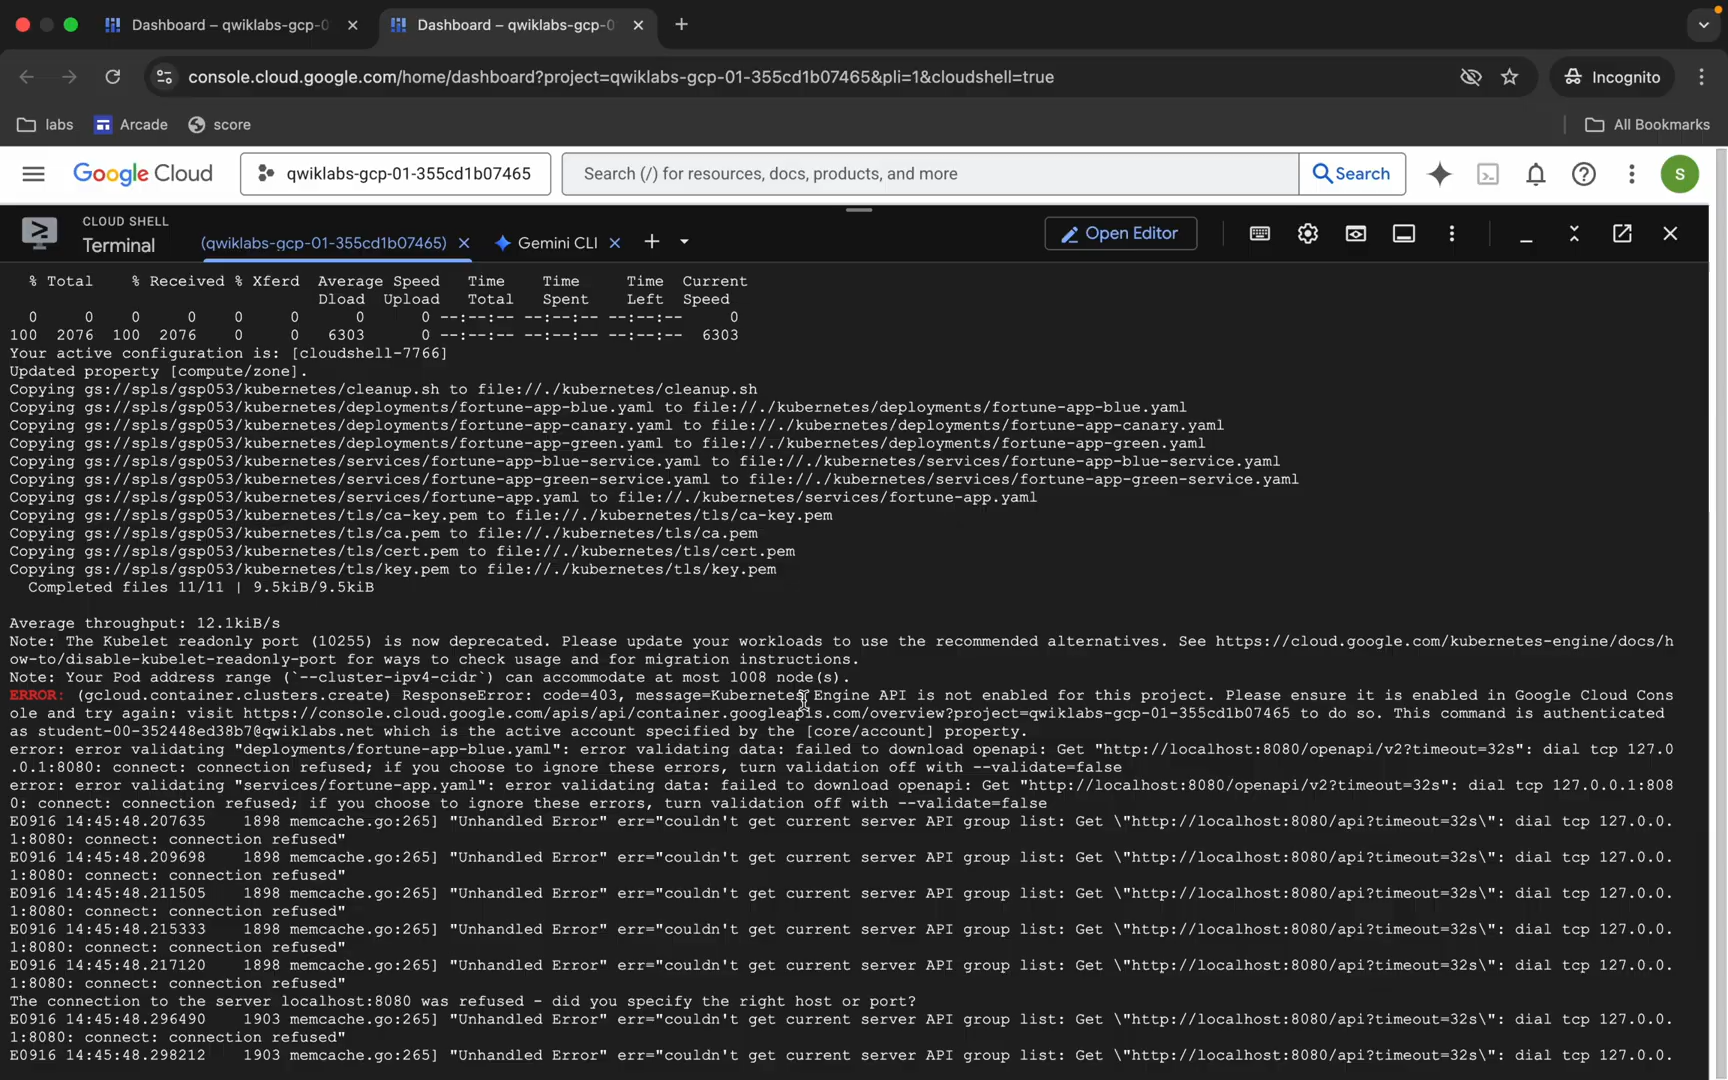 Dashboard – qwiklabs-gcp-0
Dashboard – qwiklabs-gcp-0
console.cloud.google.com/home/dashboard?project=qwiklabs-gcp-01-355cd1b07465&pli=1&cloudshell=true
Incognito
labs
Arcade
score
All Bookmarks
Google Cloud
qwiklabs-gcp-01-355cd1b07465
Search (/) for resources, docs, products, and more
Search
S
CLOUD SHELL
Terminal
(qwiklabs-gcp-01-355cd1b07465)
Gemini CLI
Open Editor
% Total    % Received % Xferd  Average Speed   Time    Time     Time  Current
Dload  Upload   Total   Spent    Left  Speed
0     0    0     0    0     0      0      0 --:--:-- --:--:-- --:--:--     0
100  2076  100  2076    0     0   6303      0 --:--:-- --:--:-- --:--:--  6303
Your active configuration is: [cloudshell-7766]
Updated property [compute/zone].
Copying gs://spls/gsp053/kubernetes/cleanup.sh to file://./kubernetes/cleanup.sh
Copying gs://spls/gsp053/kubernetes/deployments/fortune-app-blue.yaml to file://./kubernetes/deployments/fortune-app-blue.yaml
Copying gs://spls/gsp053/kubernetes/deployments/fortune-app-canary.yaml to file://./kubernetes/deployments/fortune-app-canary.yaml
Copying gs://spls/gsp053/kubernetes/deployments/fortune-app-green.yaml to file://./kubernetes/deployments/fortune-app-green.yaml
Copying gs://spls/gsp053/kubernetes/services/fortune-app-blue-service.yaml to file://./kubernetes/services/fortune-app-blue-service.yaml
Copying gs://spls/gsp053/kubernetes/services/fortune-app-green-service.yaml to file://./kubernetes/services/fortune-app-green-service.yaml
Copying gs://spls/gsp053/kubernetes/services/fortune-app.yaml to file://./kubernetes/services/fortune-app.yaml
Copying gs://spls/gsp053/kubernetes/tls/ca-key.pem to file://./kubernetes/tls/ca-key.pem
Copying gs://spls/gsp053/kubernetes/tls/ca.pem to file://./kubernetes/tls/ca.pem
Copying gs://spls/gsp053/kubernetes/tls/cert.pem to file://./kubernetes/tls/cert.pem
Copying gs://spls/gsp053/kubernetes/tls/key.pem to file://./kubernetes/tls/key.pem
Completed files 11/11 | 9.5kiB/9.5kiB
Average throughput: 12.1kiB/s
Note: The Kubelet readonly port (10255) is now deprecated. Please update your workloads to use the recommended alternatives. See https://cloud.google.com/kubernetes-engine/docs/h
ow-to/disable-kubelet-readonly-port for ways to check usage and for migration instructions.
Note: Your Pod address range (`--cluster-ipv4-cidr`) can accommodate at most 1008 node(s).
ERROR: (gcloud.container.clusters.create) ResponseError: code=403, message=Kubernetes Engine API is not enabled for this project. Please ensure it is enabled in Google Cloud Cons
ole and try again: visit https://console.cloud.google.com/apis/api/container.googleapis.com/overview?project=qwiklabs-gcp-01-355cd1b07465 to do so. This command is authenticated
as student-00-352448ed38b7@qwiklabs.net which is the active account specified by the [core/account] property.
error: error validating "deployments/fortune-app-blue.yaml": error validating data: failed to download openapi: Get "http://localhost:8080/openapi/v2?timeout=32s": dial tcp 127.0
.0.1:8080: connect: connection refused; if you choose to ignore these errors, turn validation off with --validate=false
error: error validating "services/fortune-app.yaml": error validating data: failed to download openapi: Get "http://localhost:8080/openapi/v2?timeout=32s": dial tcp 127.0.0.1:808
0: connect: connection refused; if you choose to ignore these errors, turn validation off with --validate=false
E0916 14:45:48.207635    1898 memcache.go:265] "Unhandled Error" err="couldn't get current server API group list: Get \"http://localhost:8080/api?timeout=32s\": dial tcp 127.0.0.
1:8080: connect: connection refused"
E0916 14:45:48.209698    1898 memcache.go:265] "Unhandled Error" err="couldn't get current server API group list: Get \"http://localhost:8080/api?timeout=32s\": dial tcp 127.0.0.
1:8080: connect: connection refused"
E0916 14:45:48.211505    1898 memcache.go:265] "Unhandled Error" err="couldn't get current server API group list: Get \"http://localhost:8080/api?timeout=32s\": dial tcp 127.0.0.
1:8080: connect: connection refused"
E0916 14:45:48.215333    1898 memcache.go:265] "Unhandled Error" err="couldn't get current server API group list: Get \"http://localhost:8080/api?timeout=32s\": dial tcp 127.0.0.
1:8080: connect: connection refused"
E0916 14:45:48.217120    1898 memcache.go:265] "Unhandled Error" err="couldn't get current server API group list: Get \"http://localhost:8080/api?timeout=32s\": dial tcp 127.0.0.
1:8080: connect: connection refused"
The connection to the server localhost:8080 was refused - did you specify the right host or port?
E0916 14:45:48.296490    1903 memcache.go:265] "Unhandled Error" err="couldn't get current server API group list: Get \"http://localhost:8080/api?timeout=32s\": dial tcp 127.0.0.
1:8080: connect: connection refused"
E0916 14:45:48.298212    1903 memcache.go:265] "Unhandled Error" err="couldn't get current server API group list: Get \"http://localhost:8080/api?timeout=32s\": dial tcp 127.0.0.